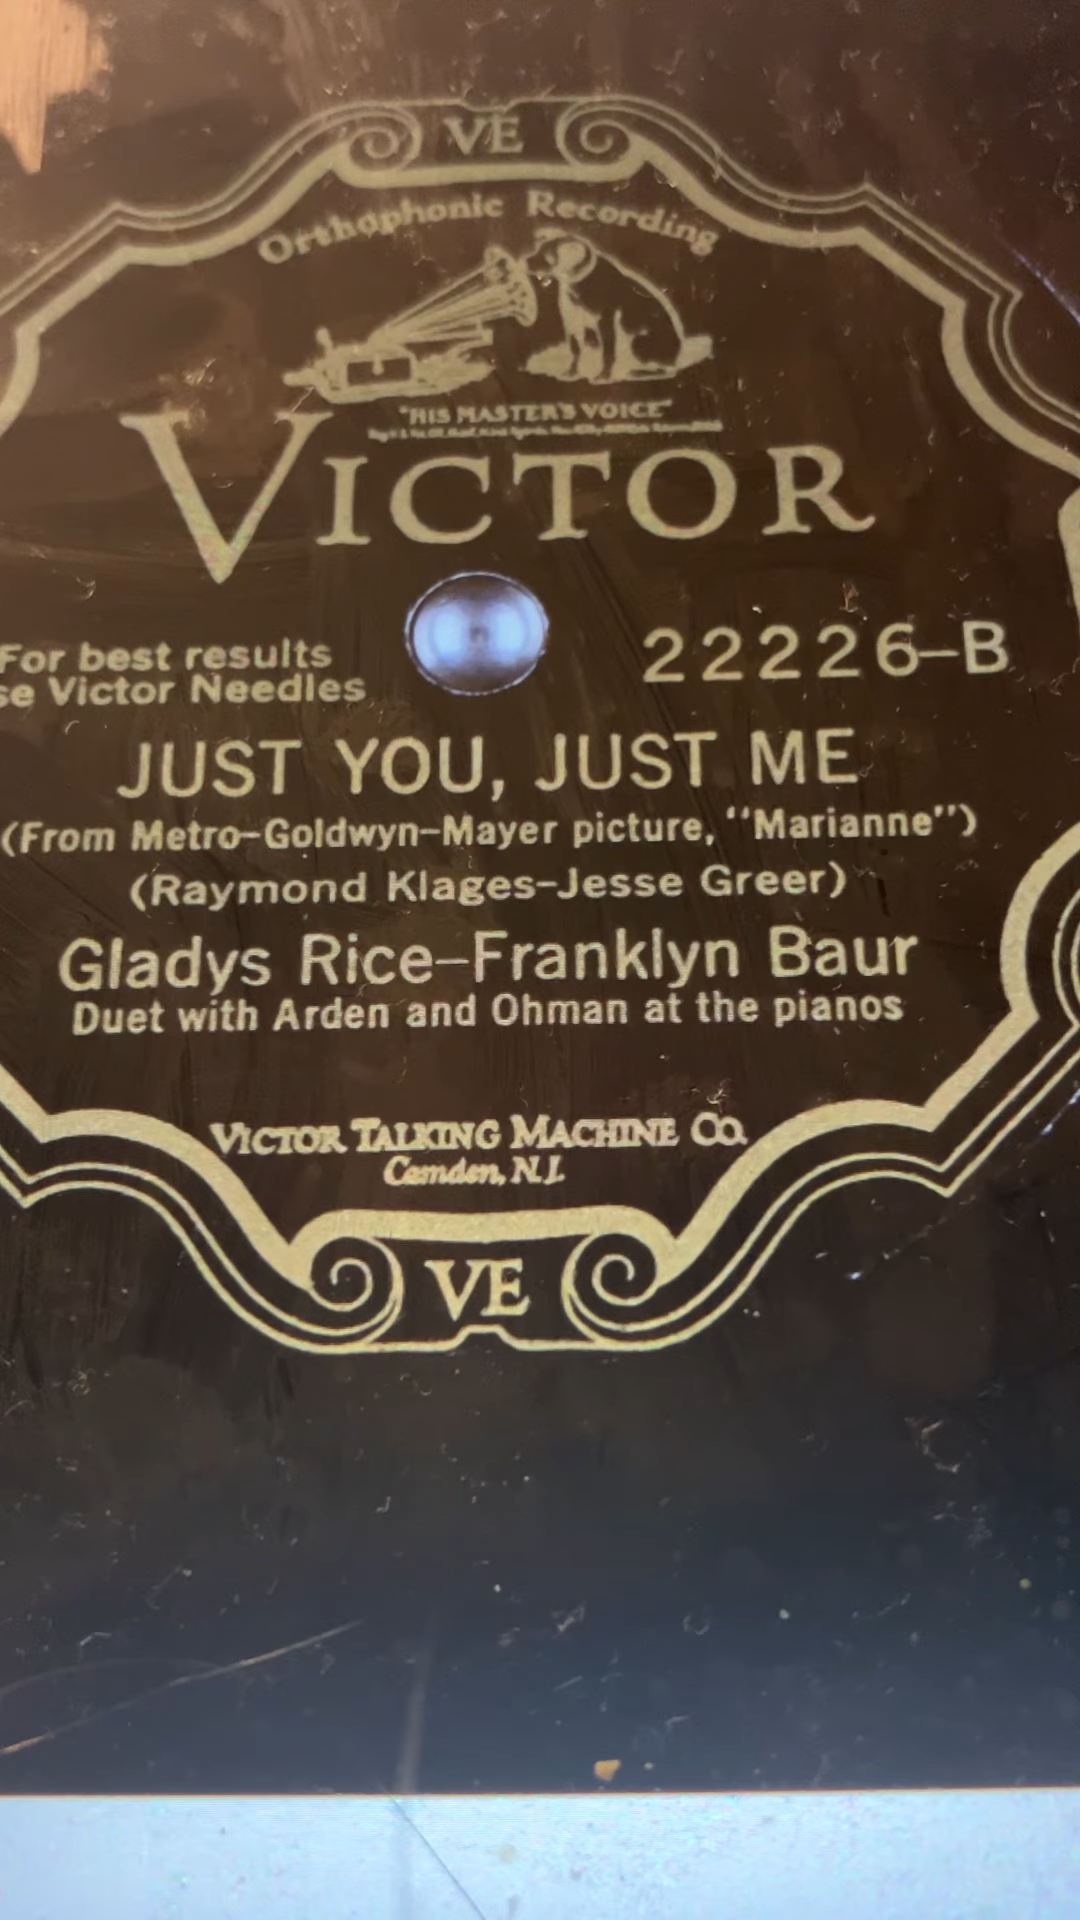 VE
Orthophonic Recording
"HIS MASTER'S VOICE"
VICTOR
For best results
se Victor Needles
22226-B
JUST YOU, JUST ME
(From Metro-Goldwyn-Mayer picture, "Marianne")
(Raymond Klages-Jesse Greer)
Gladys Rice-Franklyn Baur
Duet with Arden and Ohman at the pianos
VICTOR TALKING MACHINE CO.
Camden, N.J.
VE